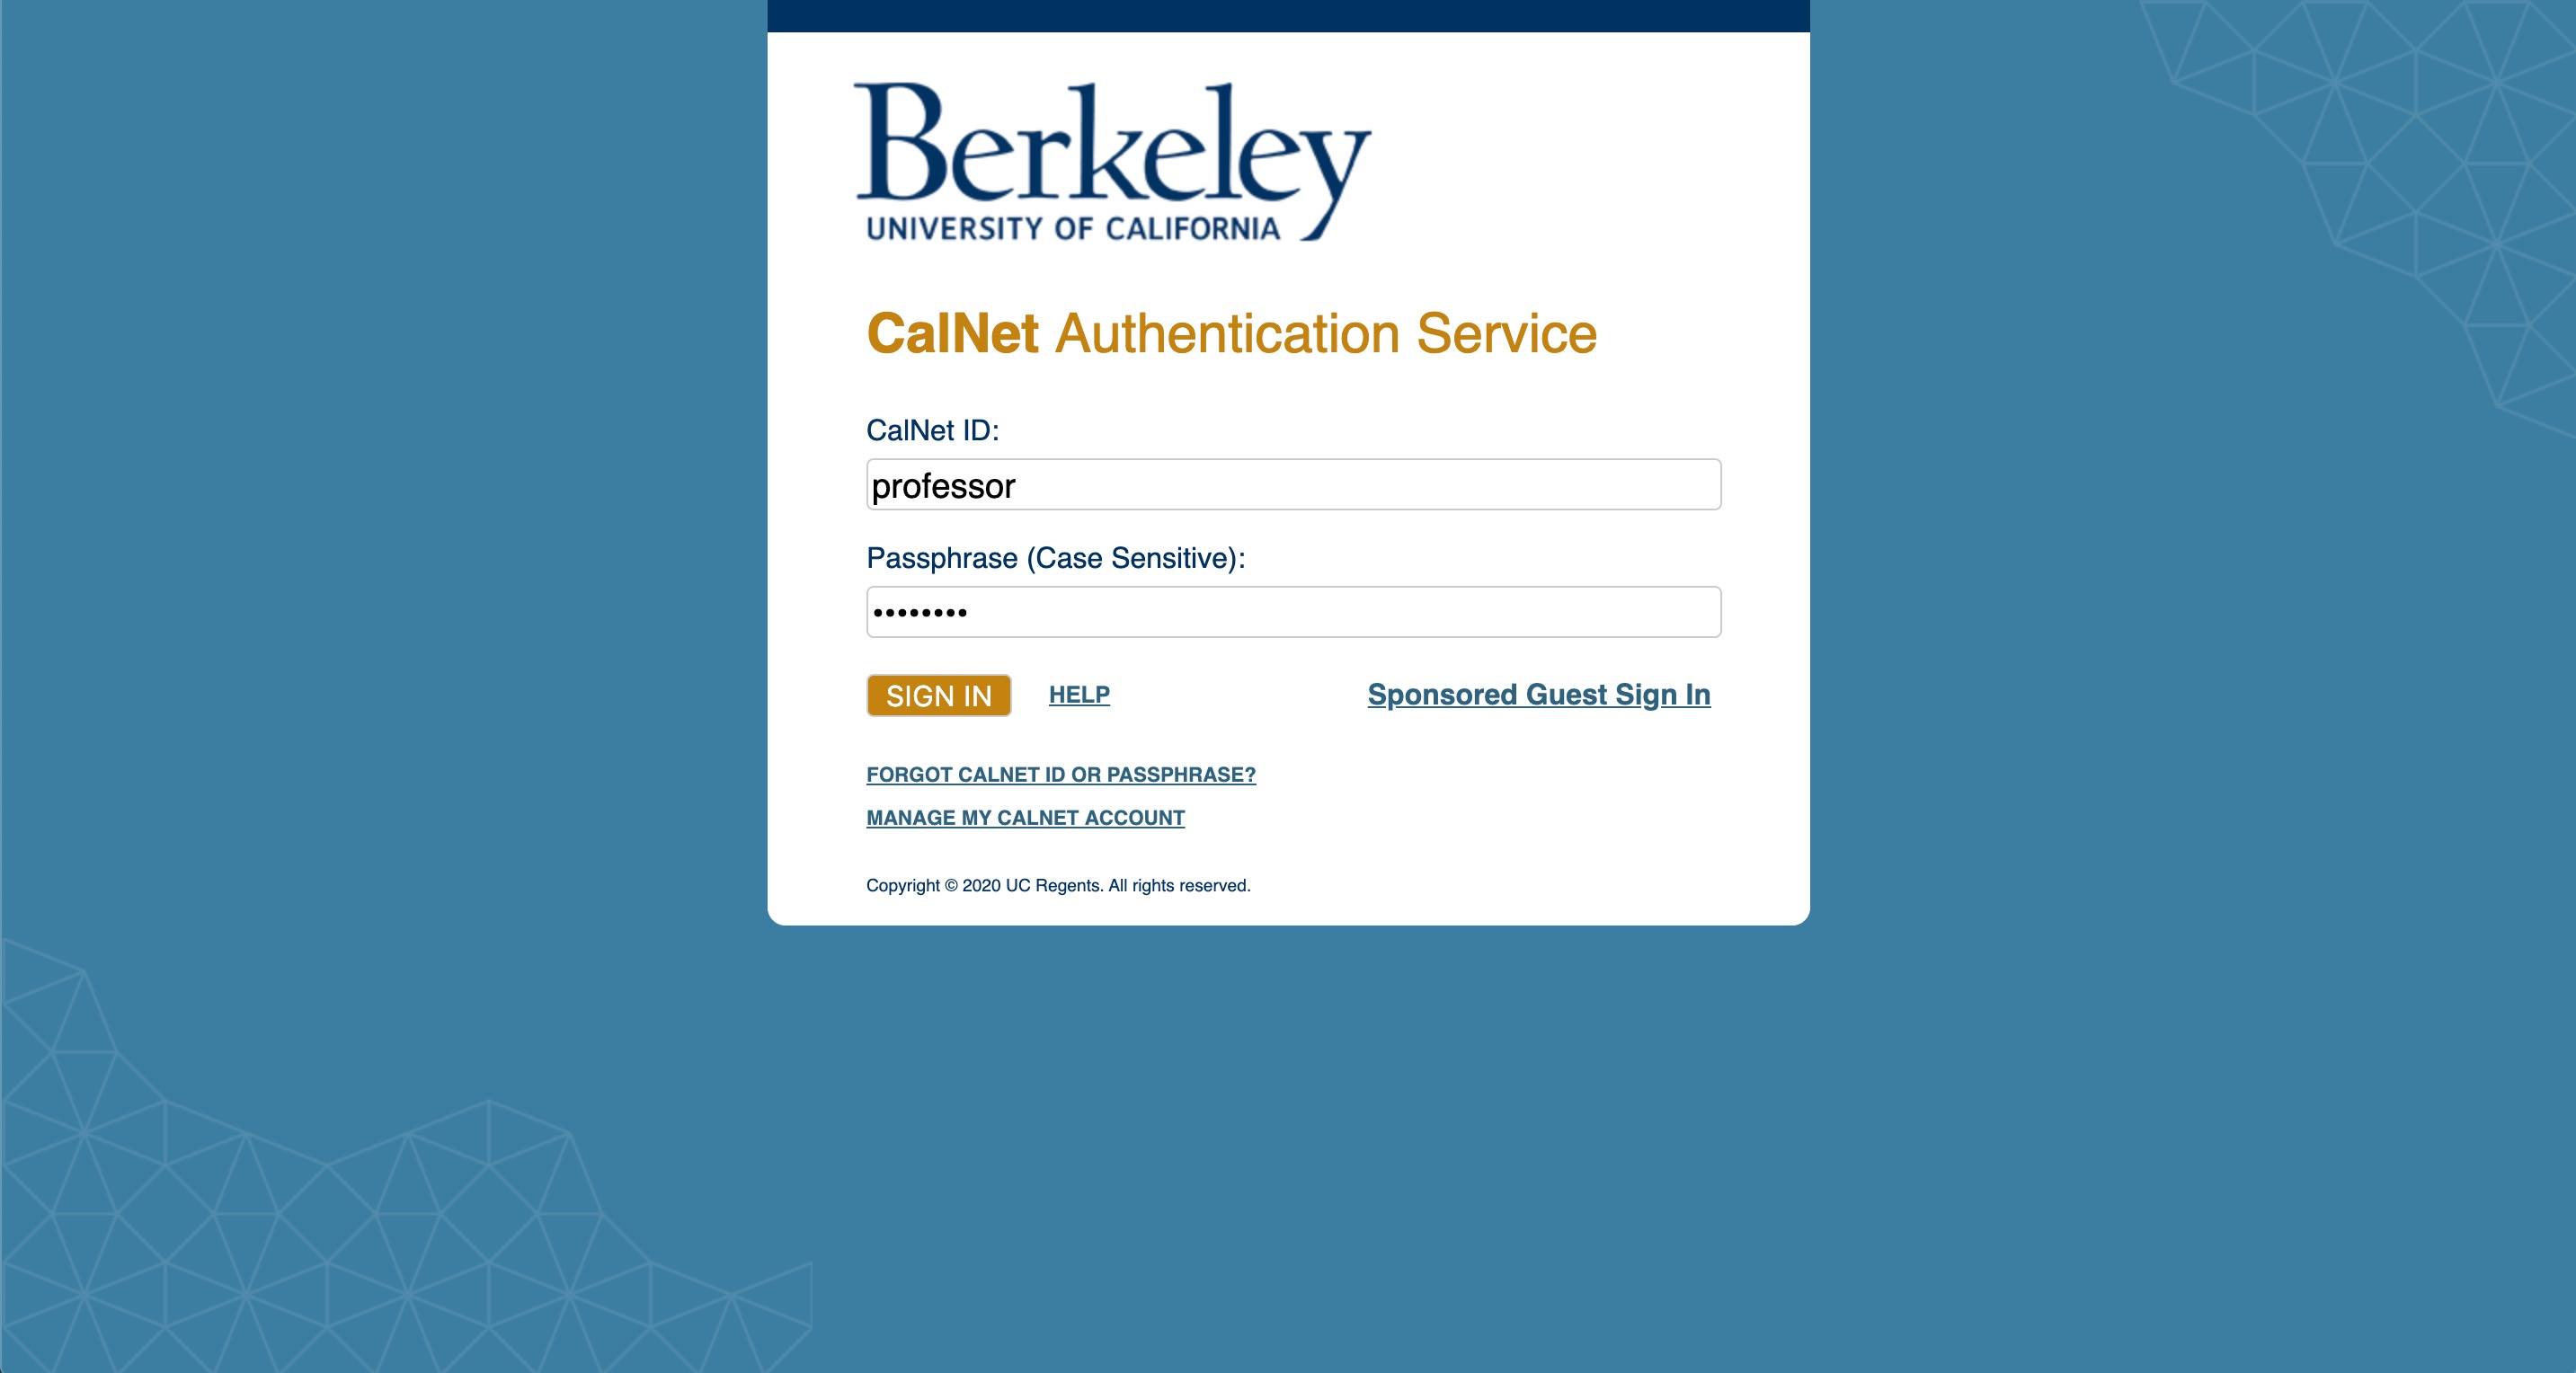 Berkeley
UNIVERSITY OF CALIFORNIA
CalNet Authentication Service
CalNet ID:
professor
Passphrase (Case Sensitive):
••••••••
SIGN IN HELP Sponsored Guest Sign In
FORGOT CALNET ID OR PASSPHRASE?
MANAGE MY CALNET ACCOUNT
Copyright © 2020 UC Regents. All rights reserved.